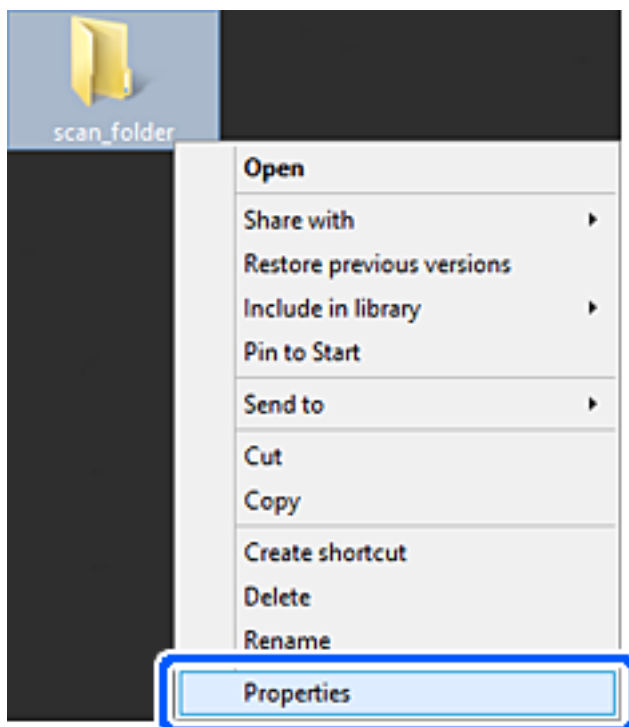 scan_folder
Open
Share with
Restore previous versions
Include in library
Pin to Start
Send to
Cut
Copy
Create shortcut
Delete
Rename
Properties